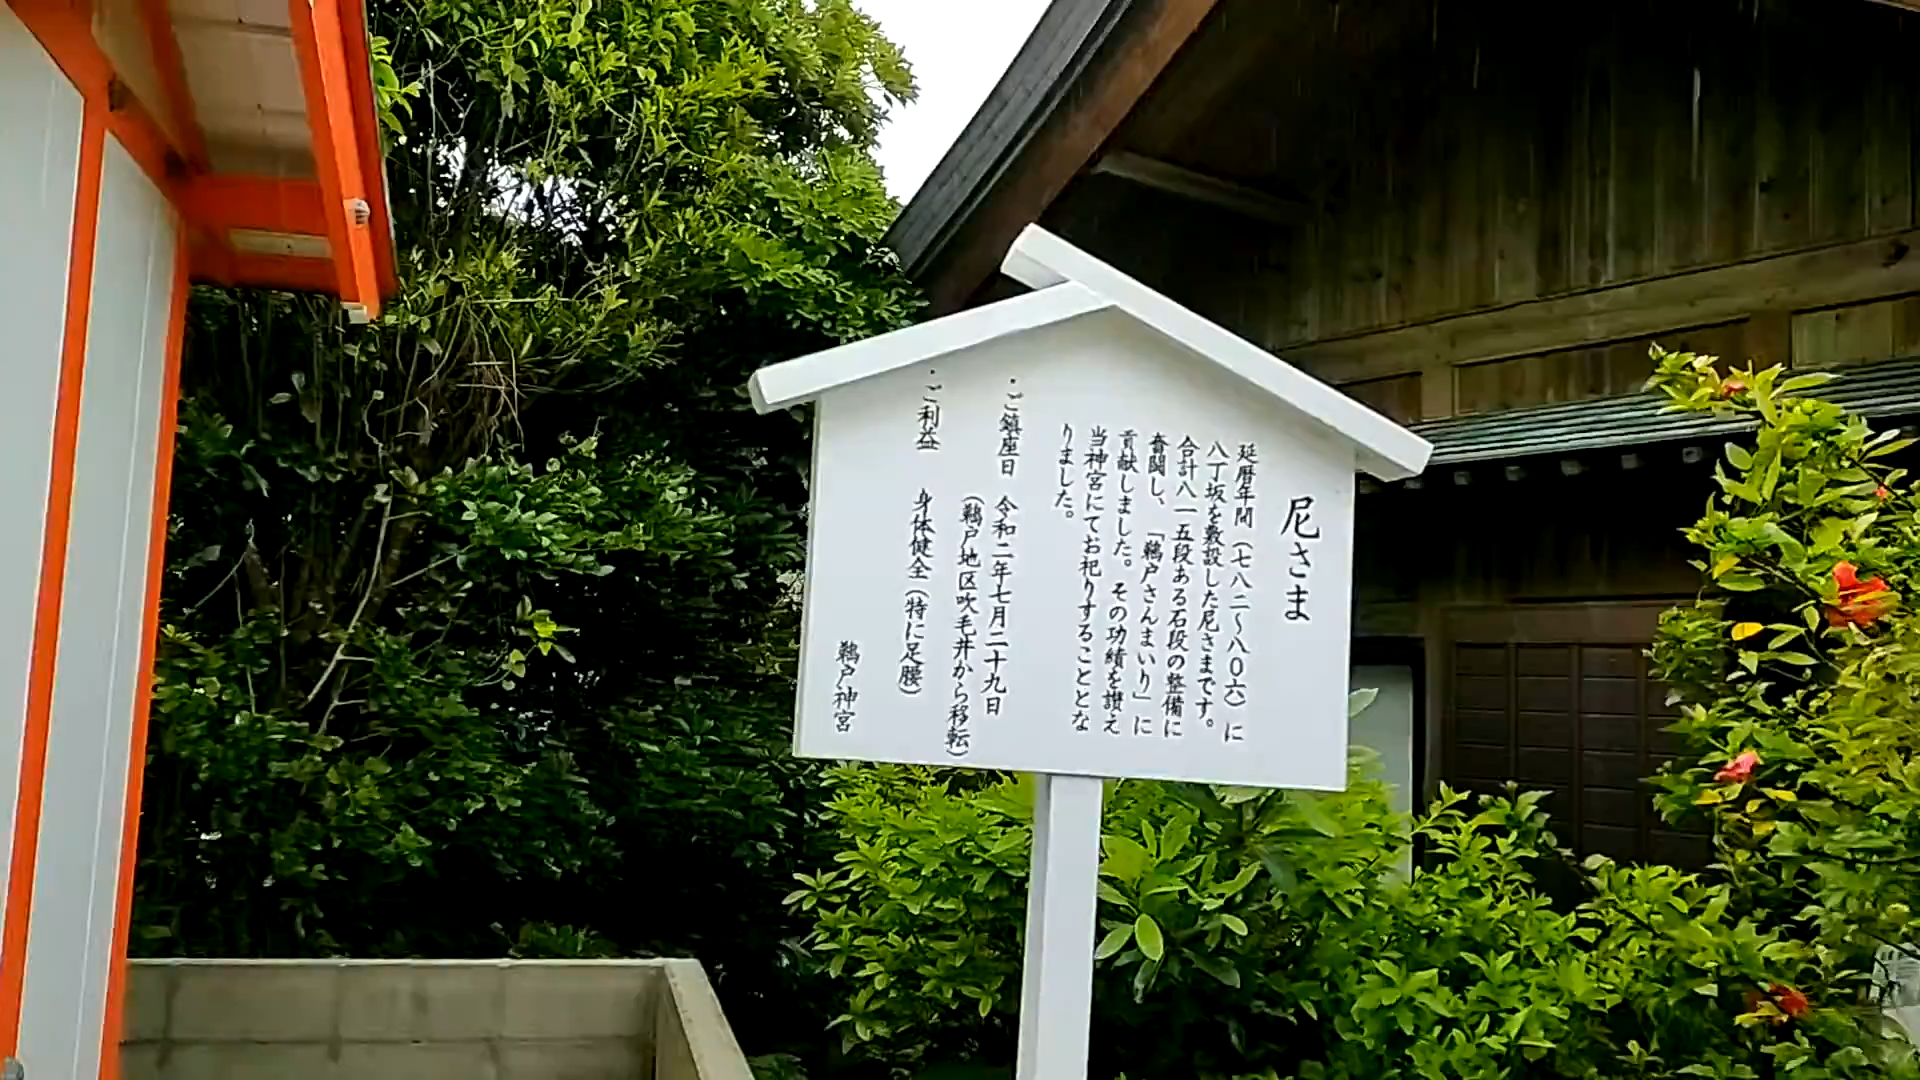 尼さま
延暦年間（七八二〜八〇六）に
八丁坂を敷設した尼さまです。
合計八一五段ある石段の整備に
奮闘し、「鵜戸さんまいり」に
貢献しました。その功績を讃え
当神宮にてお祀りすることとな
りました。
・ご鎮座日　令和二年七月二十九日
（鵜戸地区吹毛井から移転）
・ご利益　身体健全（特に足腰）
鵜戸神宮